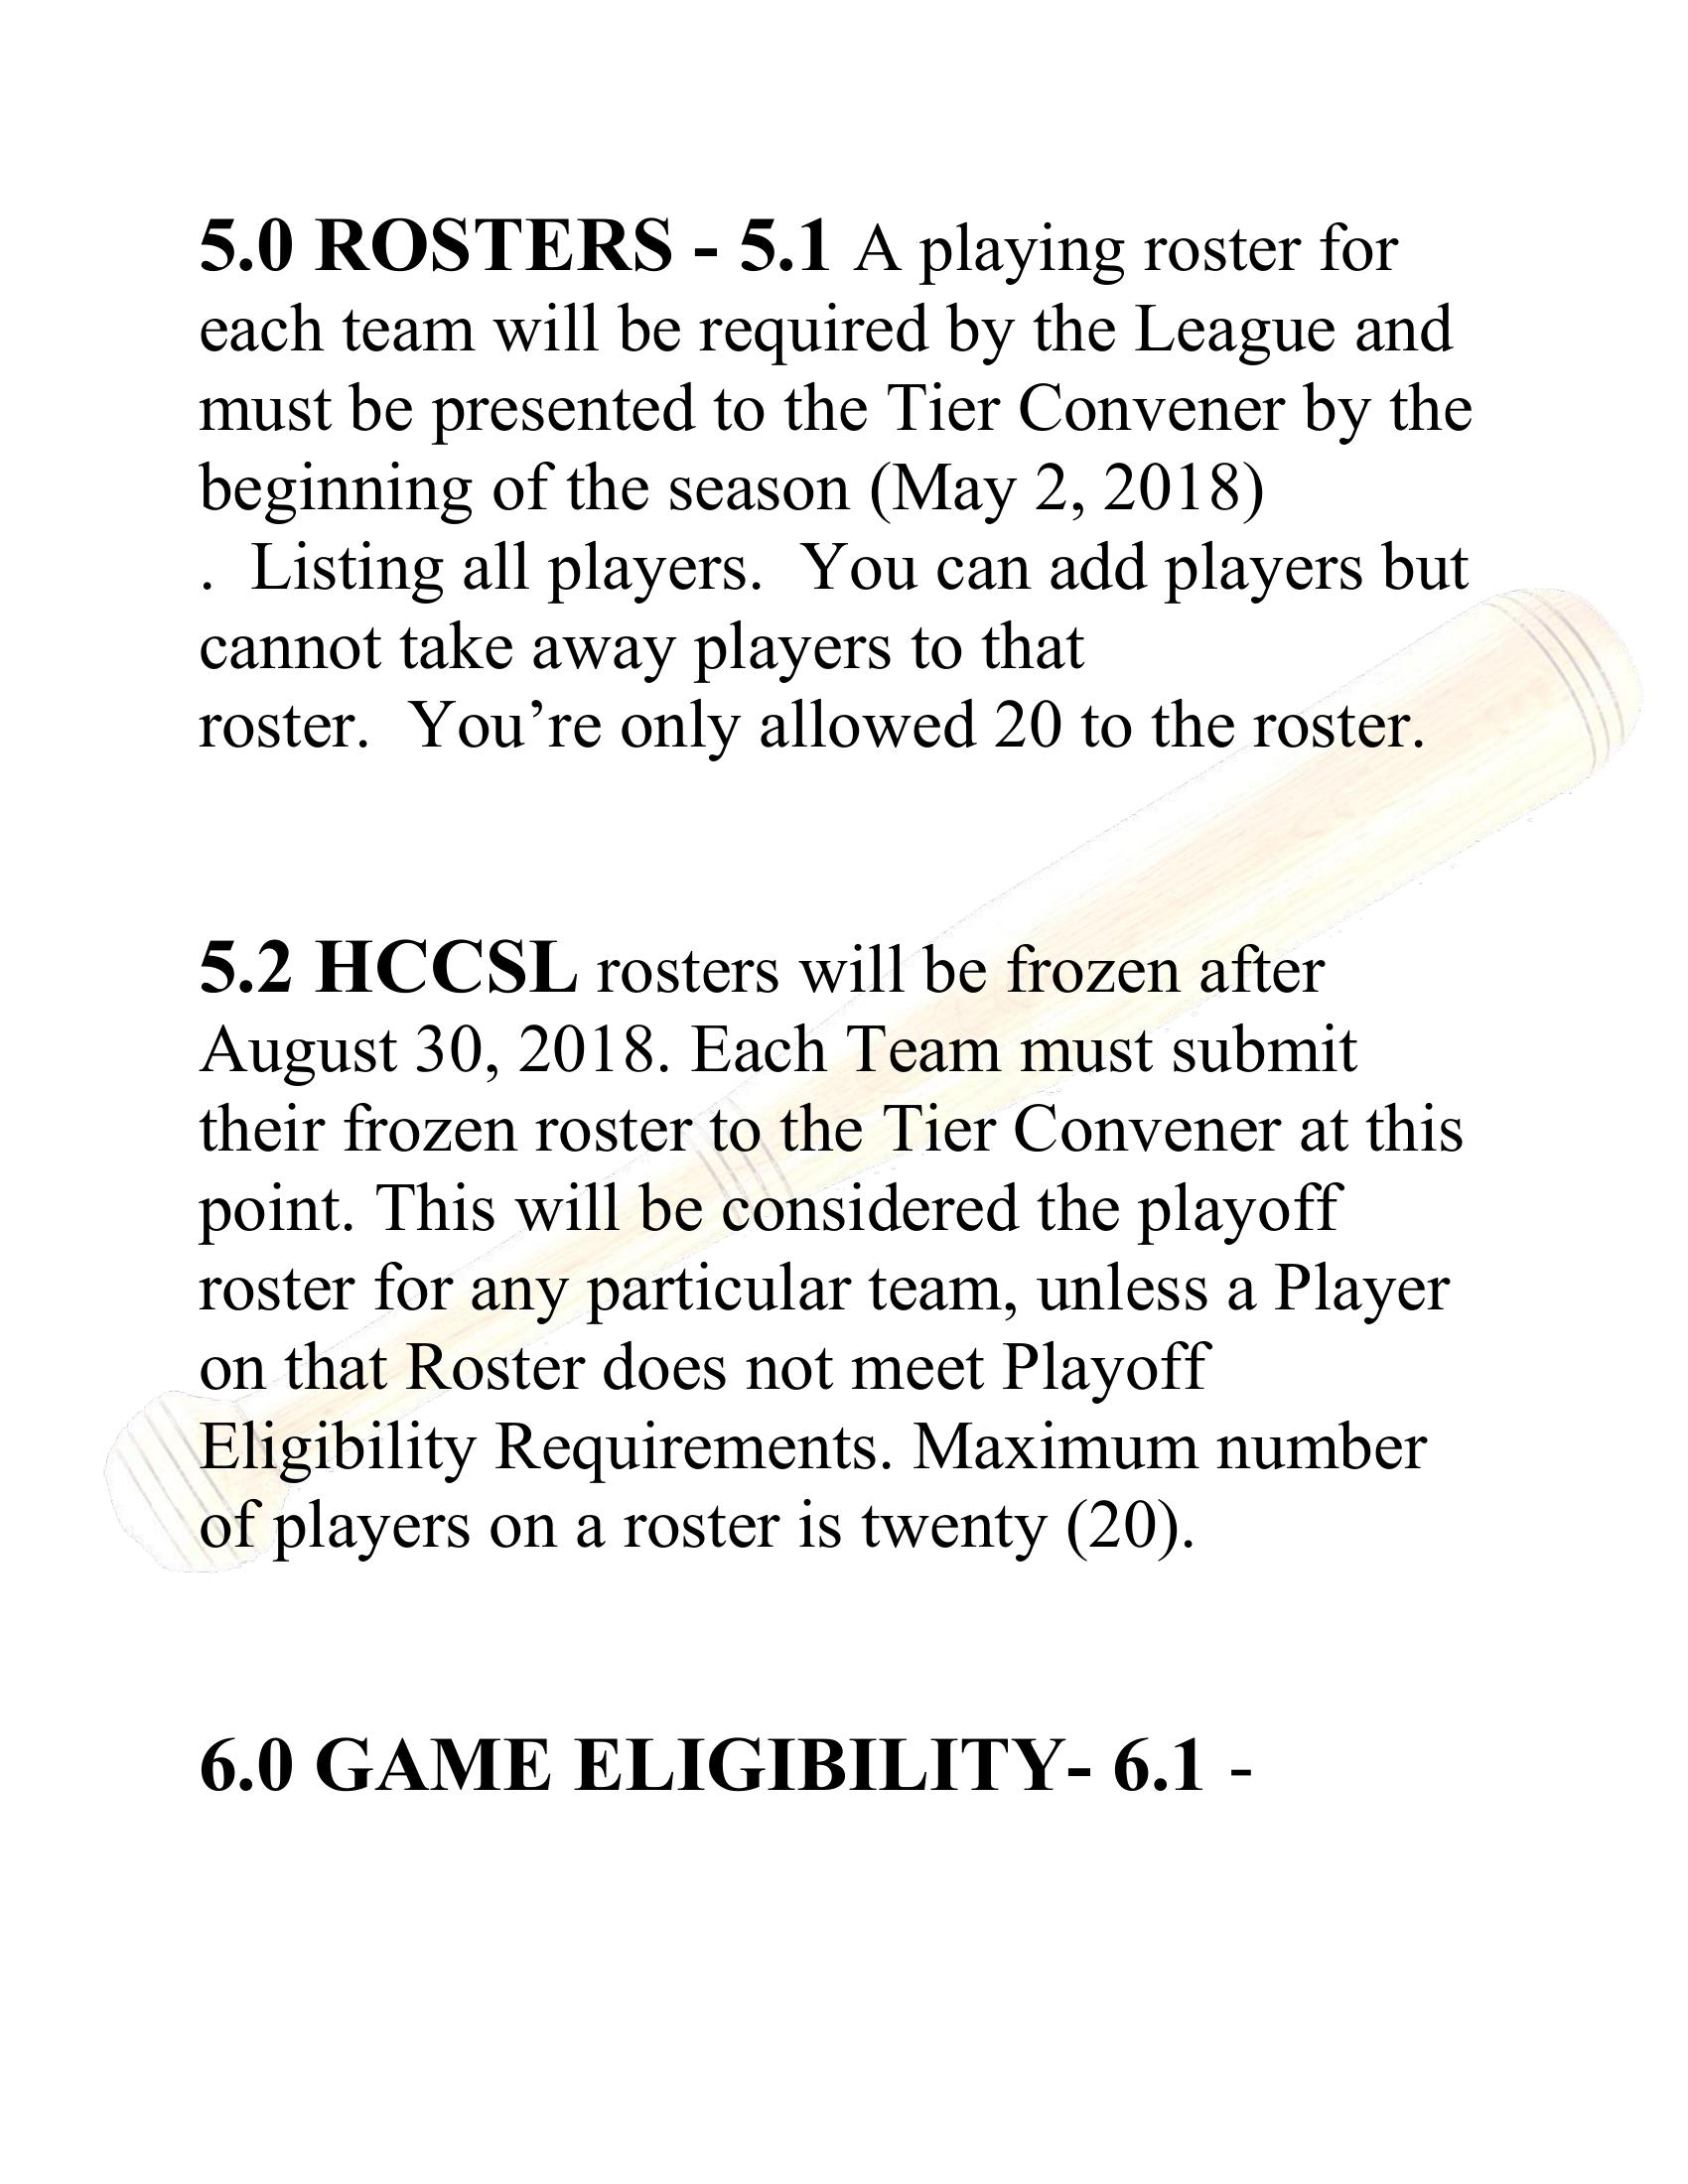 5.0 ROSTERS - 5.1 A playing roster for
each team will be required by the League and
must be presented to the Tier Convener by the
beginning of the season (May 2, 2018)
.  Listing all players.  You can add players but
cannot take away players to that
roster.  You’re only allowed 20 to the roster.
5.2 HCCSL rosters will be frozen after
August 30, 2018. Each Team must submit
their frozen roster to the Tier Convener at this
point. This will be considered the playoff
roster for any particular team, unless a Player
on that Roster does not meet Playoff
Eligibility Requirements. Maximum number
of players on a roster is twenty (20).
6.0 GAME ELIGIBILITY- 6.1 -